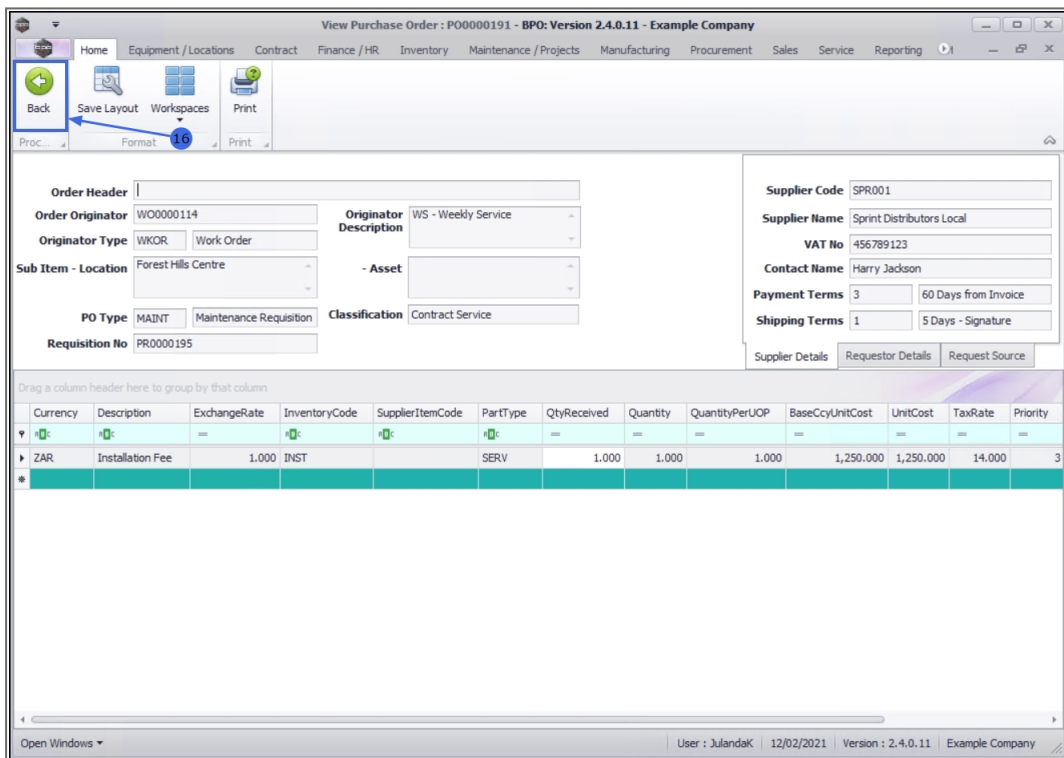 View Purchase Order : PO0000191 - BPO: Version 2.4.0.11 - Example Company
Home Equipment / Locations Contract Finance / HR Inventory Maintenance / Projects Manufacturing Procurement Sales Service Reporting
Back Save Layout Workspaces Print
16
Proc... Format Print
Order Header
Order Originator WO0000114 Originator Description WS - Weekly Service
Originator Type WKOR Work Order
Sub Item - Location Forest Hills Centre - Asset
PO Type MAINT Maintenance Requisition Classification Contract Service
Requisition No PR0000195
Supplier Code SPR001
Supplier Name Sprint Distributors Local
VAT No 456789123
Contact Name Harry Jackson
Payment Terms 3 60 Days from Invoice
Shipping Terms 1 5 Days - Signature
Supplier Details Requestor Details Request Source
Drag a column header here to group by that column
Currency Description ExchangeRate InventoryCode SupplierItemCode PartType QtyReceived Quantity QuantityPerUOP BaseCcyUnitCost UnitCost TaxRate Priority
ZAR Installation Fee 1.000 INST SERV 1.000 1.000 1.000 1,250.000 1,250.000 14.000 3
Open Windows User : JulandaK 12/02/2021 Version : 2.4.0.11 Example Company